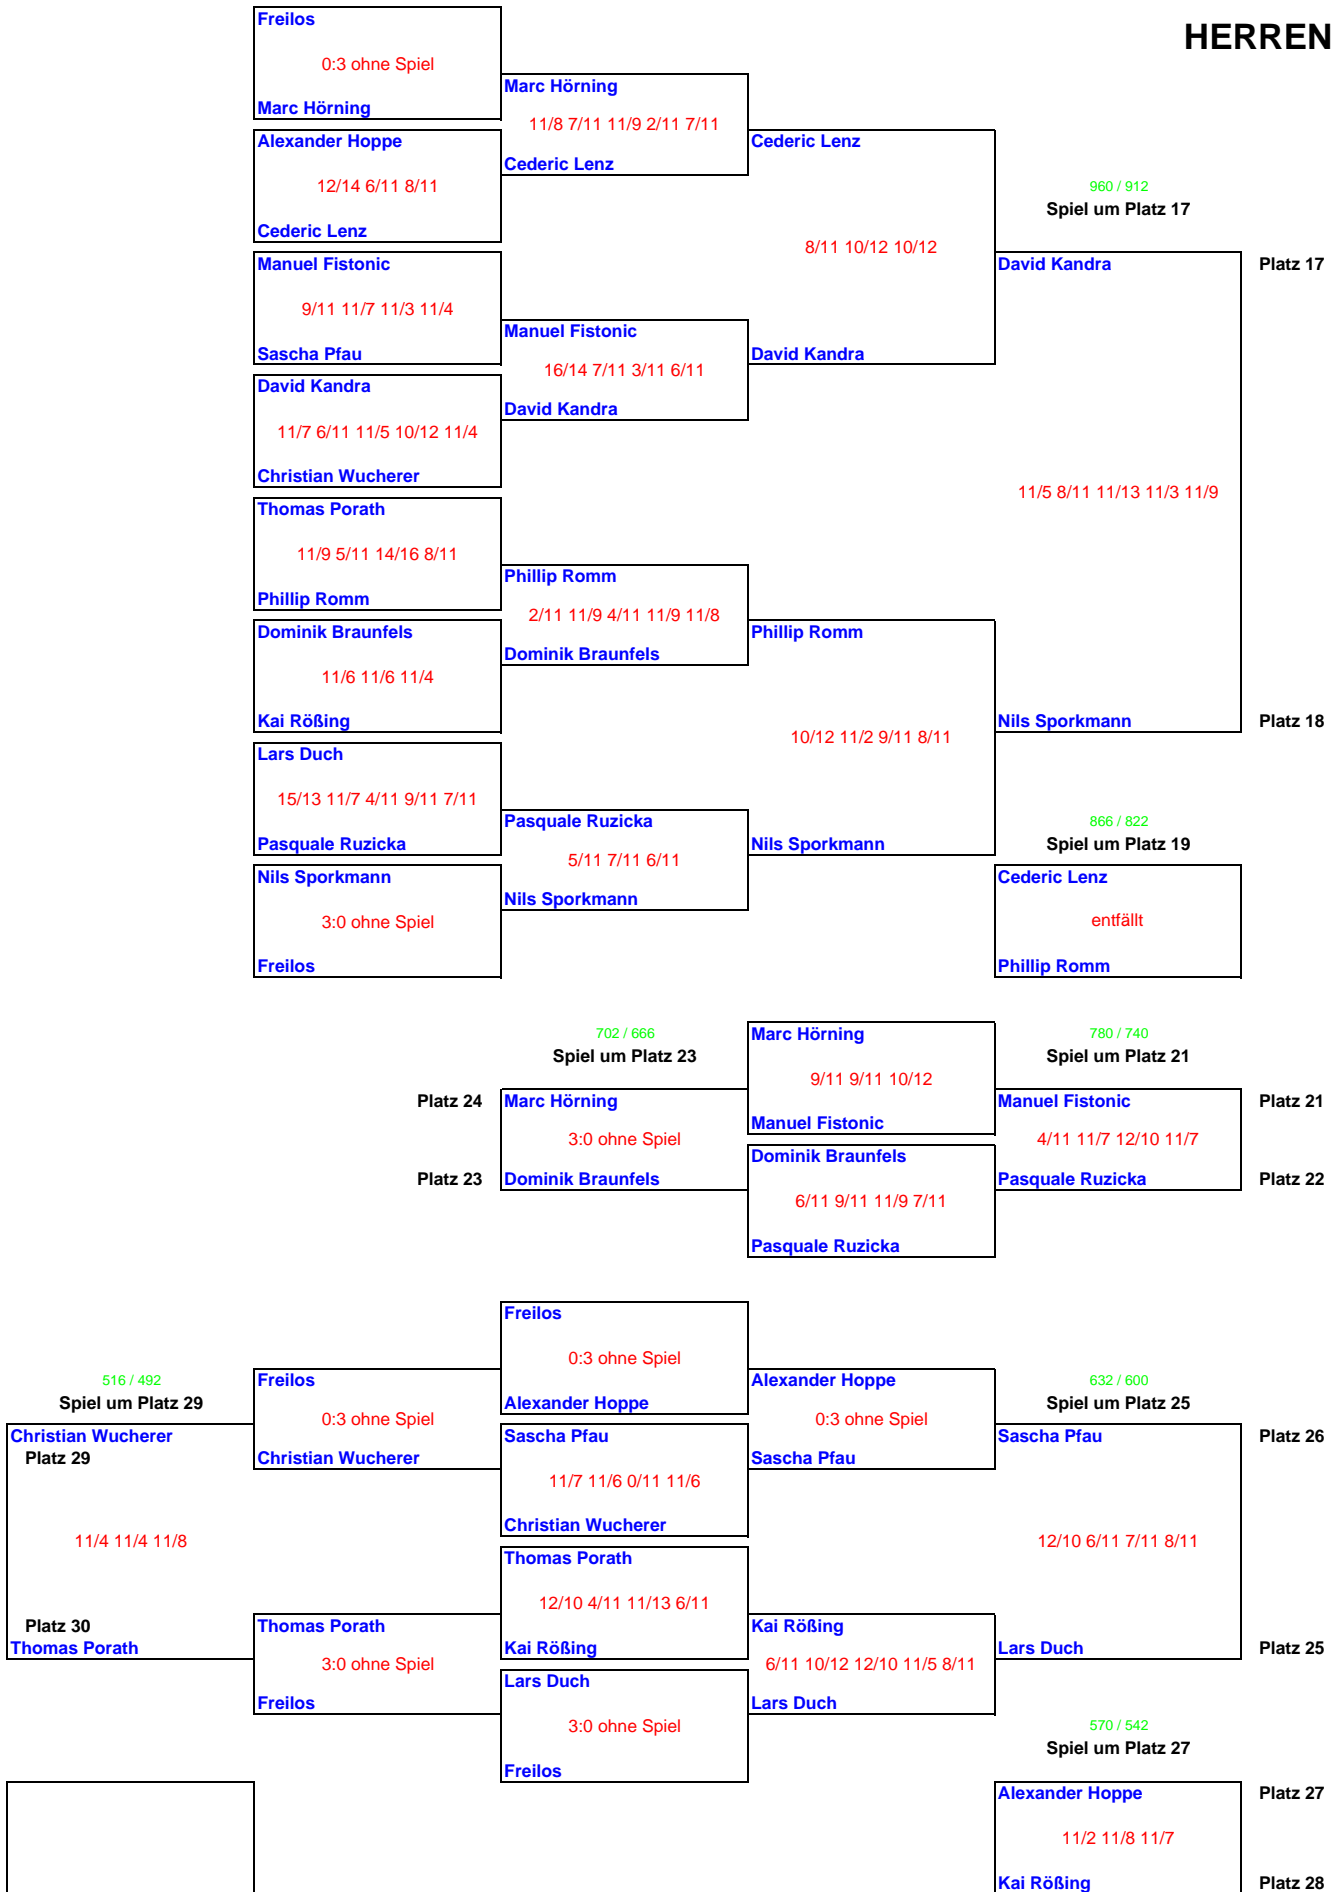 HERREN
Freilos
0:3 ohne Spiel
Marc Hörning
Alexander Hoppe
12/14 6/11 8/11
Cederic Lenz
Manuel Fistonic
9/11 11/7 11/3 11/4
Sascha Pfau
David Kandra
11/7 6/11 11/5 10/12 11/4
Christian Wucherer
Thomas Porath
11/9 5/11 14/16 8/11
Phillip Romm
Dominik Braunfels
11/6 11/6 11/4
Kai Rößing
Lars Duch
15/13 11/7 4/11 9/11 7/11
Pasquale Ruzicka
Nils Sporkmann
3:0 ohne Spiel
Freilos
Marc Hörning
11/8 7/11 11/9 2/11 7/11
Cederic Lenz
Manuel Fistonic
16/14 7/11 3/11 6/11
David Kandra
Phillip Romm
2/11 11/9 4/11 11/9 11/8
Dominik Braunfels
Pasquale Ruzicka
5/11 7/11 6/11
Nils Sporkmann
Cederic Lenz
8/11 10/12 10/12
David Kandra
Phillip Romm
10/12 11/2 9/11 8/11
Nils Sporkmann
960 / 912
Spiel um Platz 17
David Kandra
Platz 17
11/5 8/11 11/13 11/3 11/9
Nils Sporkmann
Platz 18
866 / 822
Spiel um Platz 19
Cederic Lenz
entfällt
Phillip Romm
702 / 666
Spiel um Platz 23
Platz 24
Marc Hörning
3:0 ohne Spiel
Platz 23
Dominik Braunfels
Marc Hörning
9/11 9/11 10/12
Manuel Fistonic
Dominik Braunfels
6/11 9/11 11/9 7/11
Pasquale Ruzicka
780 / 740
Spiel um Platz 21
Manuel Fistonic
Platz 21
4/11 11/7 12/10 11/7
Pasquale Ruzicka
Platz 22
516 / 492
Spiel um Platz 29
Christian Wucherer
Platz 29
11/4 11/4 11/8
Platz 30
Thomas Porath
Freilos
0:3 ohne Spiel
Christian Wucherer
Thomas Porath
3:0 ohne Spiel
Freilos
Freilos
0:3 ohne Spiel
Alexander Hoppe
Sascha Pfau
11/7 11/6 0/11 11/6
Christian Wucherer
Thomas Porath
12/10 4/11 11/13 6/11
Kai Rößing
Lars Duch
3:0 ohne Spiel
Freilos
Alexander Hoppe
0:3 ohne Spiel
Sascha Pfau
Kai Rößing
6/11 10/12 12/10 11/5 8/11
Lars Duch
632 / 600
Spiel um Platz 25
Sascha Pfau
Platz 26
12/10 6/11 7/11 8/11
Lars Duch
Platz 25
570 / 542
Spiel um Platz 27
Alexander Hoppe
Platz 27
11/2 11/8 11/7
Kai Rößing
Platz 28